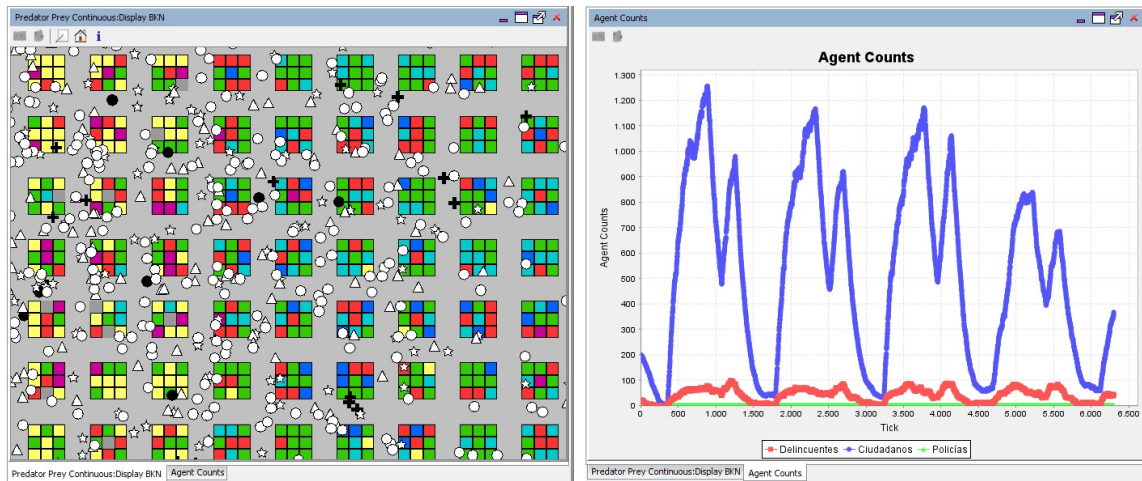 Predator Prey Continuous:Display BKN
Predator Prey Continuous:Display BKN
Agent Counts
Agent Counts
Agent Counts
1.300
1.200
1.100
1.000
900
800
700
600
500
400
300
200
100
0
Agent Counts
0
500
1.000
1.500
2.000
2.500
3.000
3.500
4.000
4.500
5.000
5.500
6.000
6.500
Tick
Delincuentes
Ciudadanos
Policías
Predator Prey Continuous:Display BKN
Agent Counts